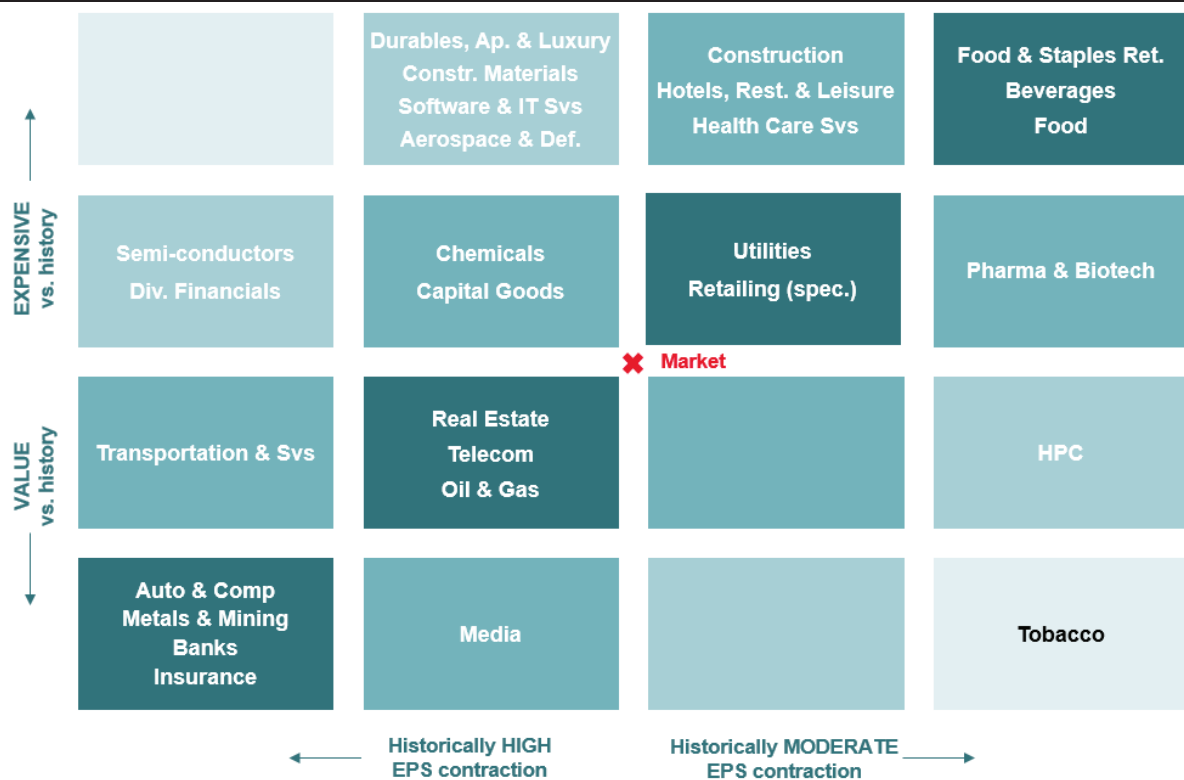 Durables, Ap. & Luxury
Constr. Materials
Software & IT Svs
Aerospace & Def.
Construction
Hotels, Rest. & Leisure
Health Care Svs
Food & Staples Ret.
Beverages
Food
EXPENSIVE
vs. history
Semi-conductors
Div. Financials
Chemicals
Capital Goods
Utilities
Retailing (spec.)
Pharma & Biotech
Market
VALUE
vs. history
Transportation & Svs
Real Estate
Telecom
Oil & Gas
HPC
Auto & Comp
Metals & Mining
Banks
Insurance
Media
Tobacco
Historically HIGH
EPS contraction
Historically MODERATE
EPS contraction